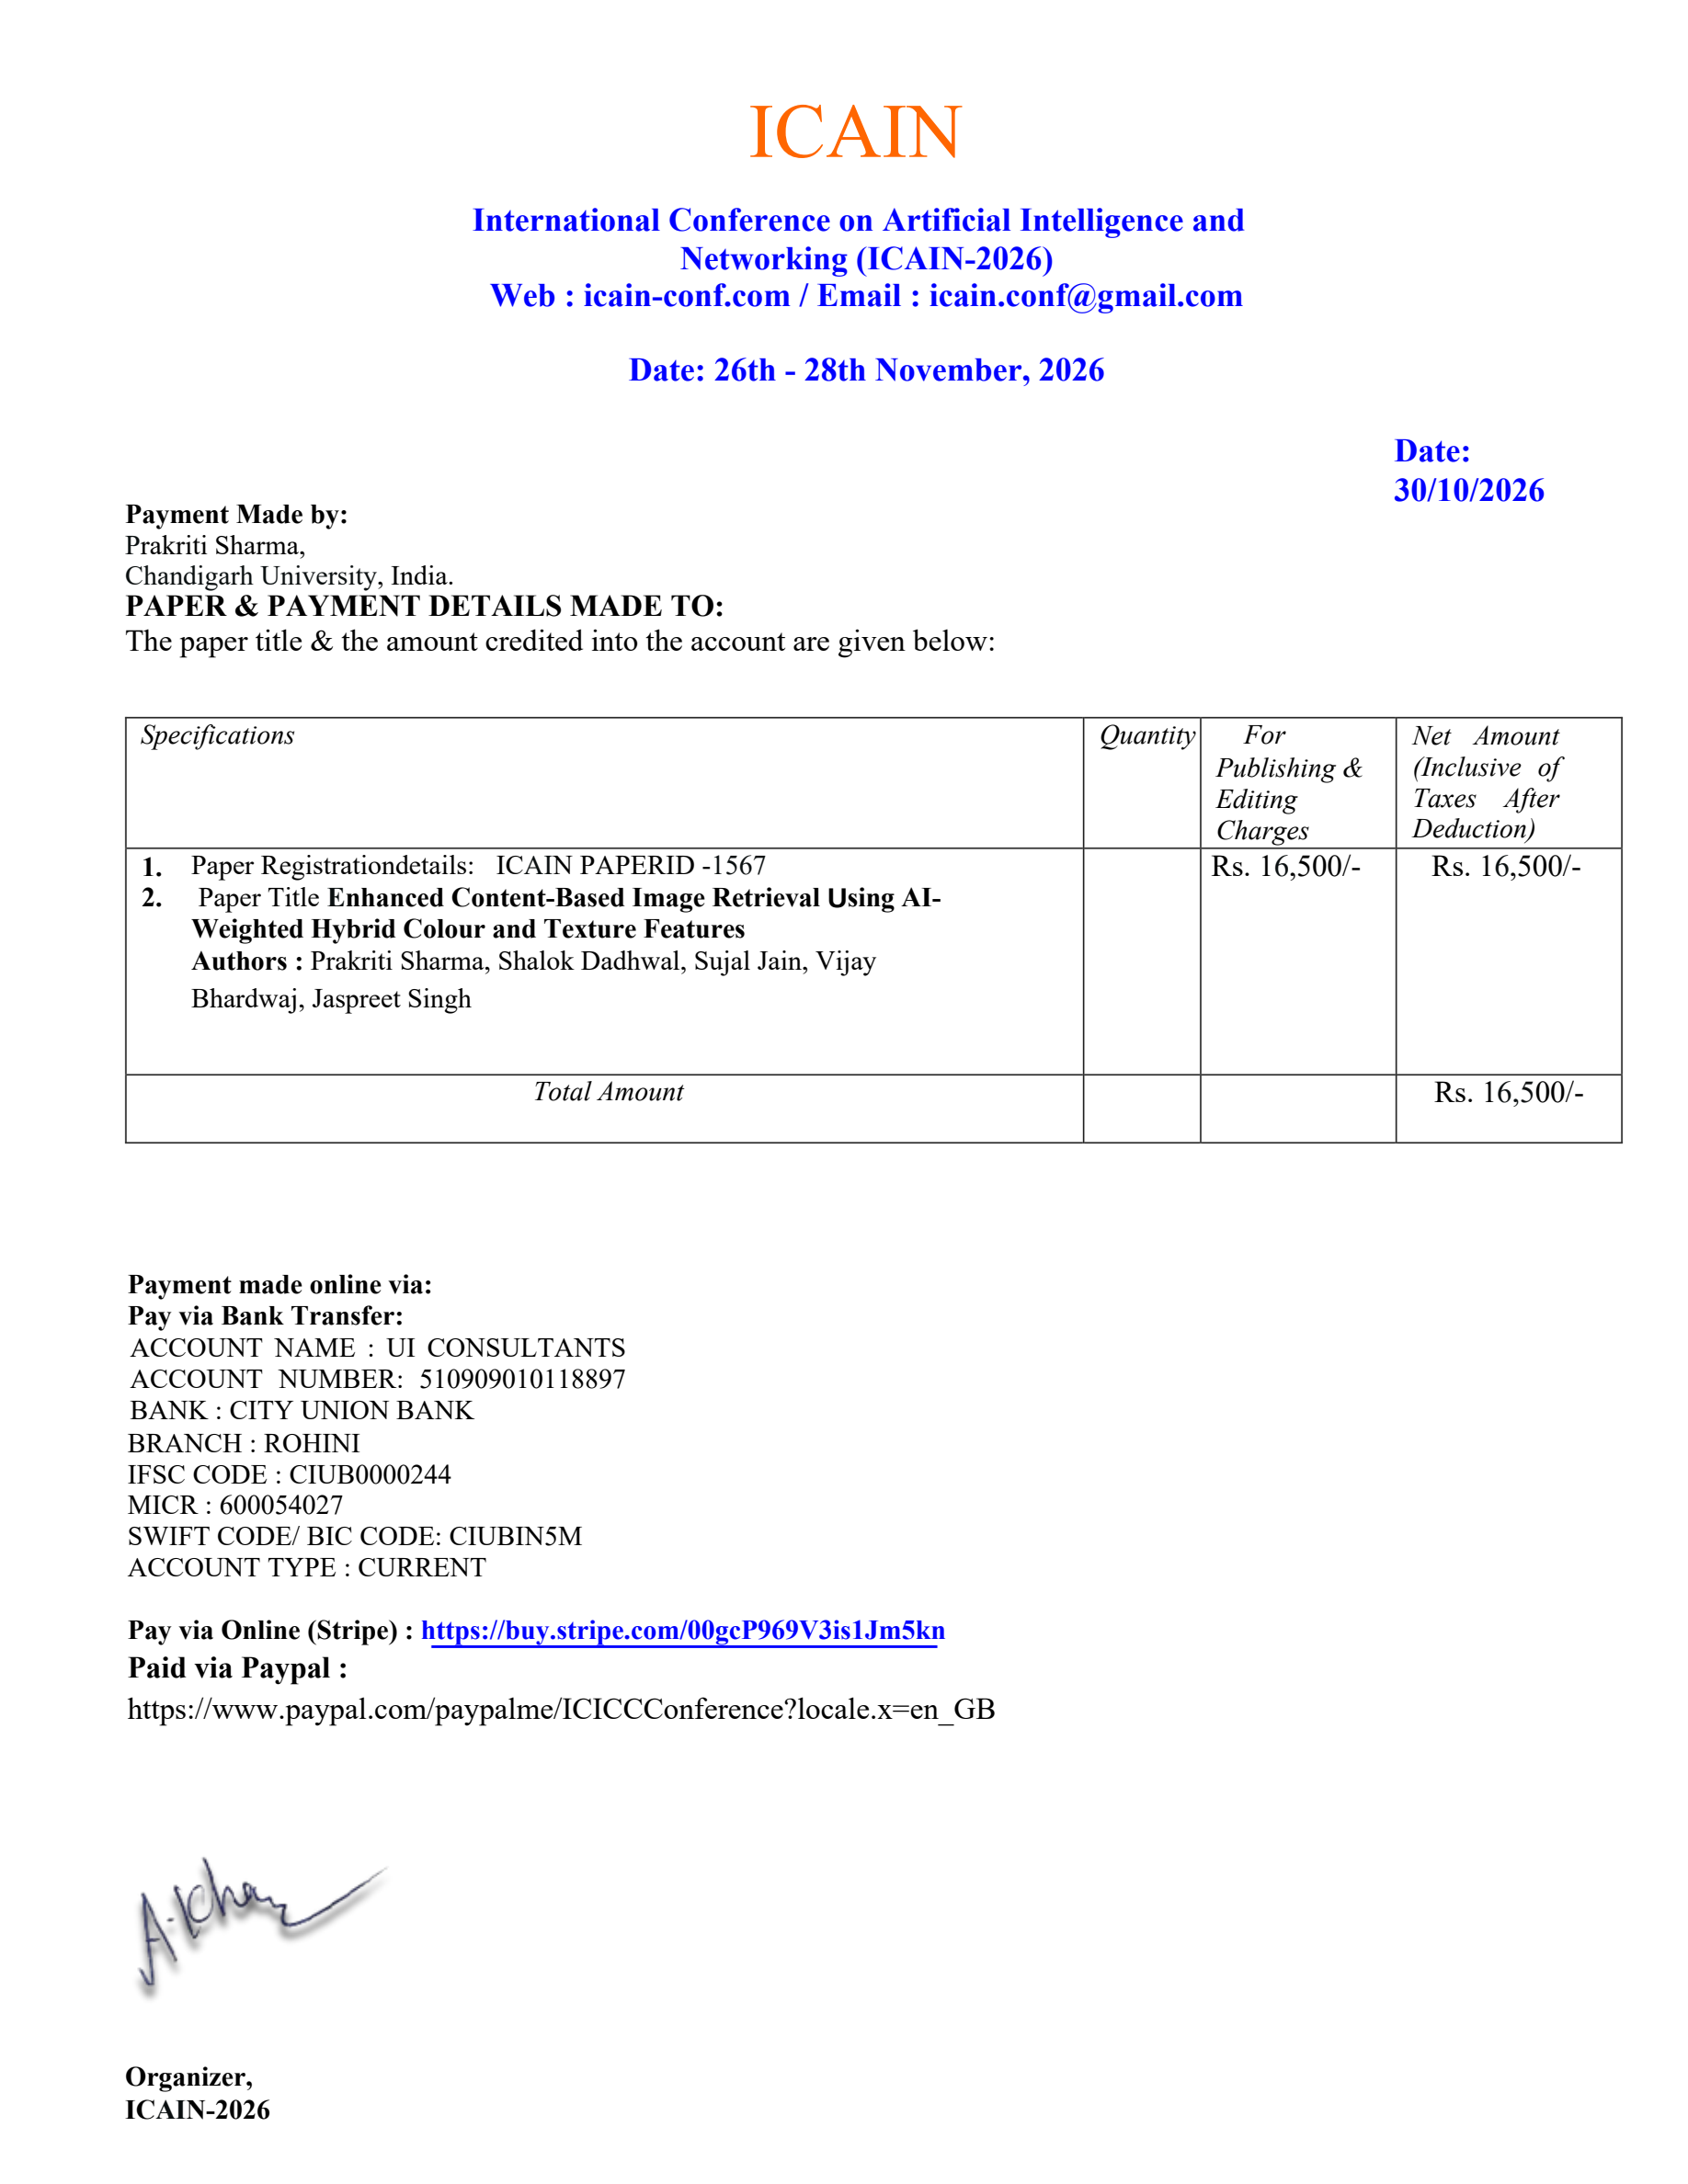 ICAIN
International Conference on Artificial Intelligence and
Networking (ICAIN-2026)
Web : icain-conf.com / Email : icain.conf@gmail.com
Date: 26th - 28th November, 2026
Date:
30/10/2026
Payment Made by:
Prakriti Sharma,
Chandigarh University, India.
PAPER & PAYMENT DETAILS MADE TO:
The paper title & the amount credited into the account are given below:
Specifications
Quantity
For
Publishing &
Editing
Charges
Net Amount
(Inclusive of
Taxes After
Deduction)
1. Paper Registrationdetails: ICAIN PAPERID -1567
2. Paper Title Enhanced Content-Based Image Retrieval Using AI-
Weighted Hybrid Colour and Texture Features
Authors : Prakriti Sharma, Shalok Dadhwal, Sujal Jain, Vijay
Bhardwaj, Jaspreet Singh
Rs. 16,500/-
Rs. 16,500/-
Total Amount
Rs. 16,500/-
Payment made online via:
Pay via Bank Transfer:
ACCOUNT NAME : UI CONSULTANTS
ACCOUNT NUMBER: 510909010118897
BANK : CITY UNION BANK
BRANCH : ROHINI
IFSC CODE : CIUB0000244
MICR : 600054027
SWIFT CODE/ BIC CODE: CIUBIN5M
ACCOUNT TYPE : CURRENT
Pay via Online (Stripe) : https://buy.stripe.com/00gcP969V3is1Jm5kn
Paid via Paypal :
https://www.paypal.com/paypalme/ICICCConference?locale.x=en_GB
Organizer,
ICAIN-2026